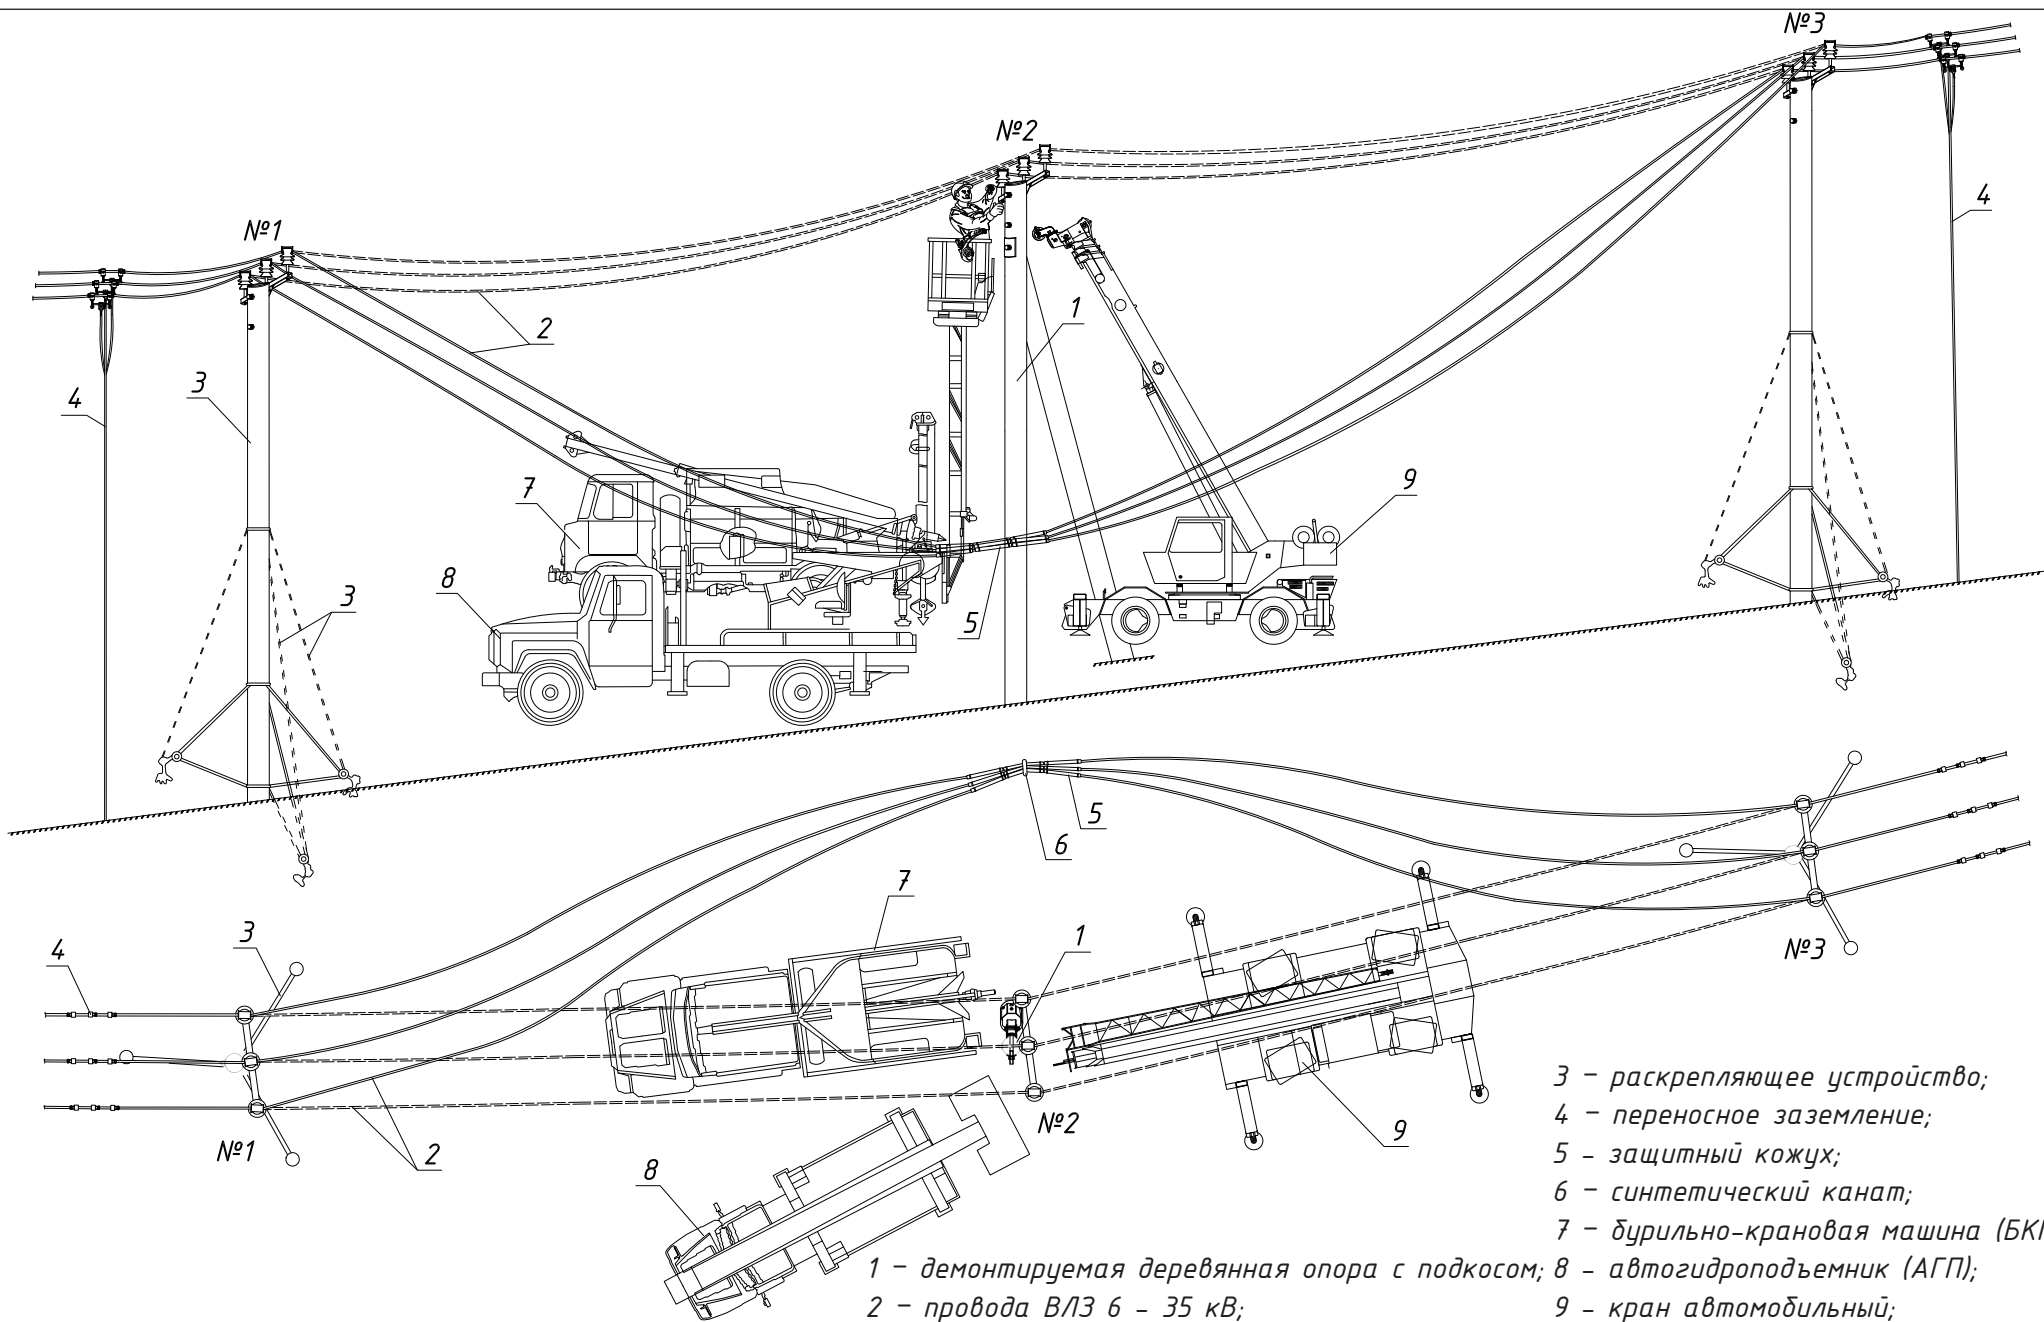 №3
№2
4
№1
1
2
3
4
9
7
8
3
5
5
6
7
3
1
4
№3
№2
9
№1
2
8
3 – раскрепляющее устройство;
4 – переносное заземление;
5 - защитный кожух;
6 – синтетический канат;
7 – бурильно-крановая машина (БК
1 – демонтируемая деревянная опора с подкосом;
8 - автогидроподъемник (АГП);
2 – провода ВЛЗ 6 - 35 кВ;
9 - кран автомобильный;